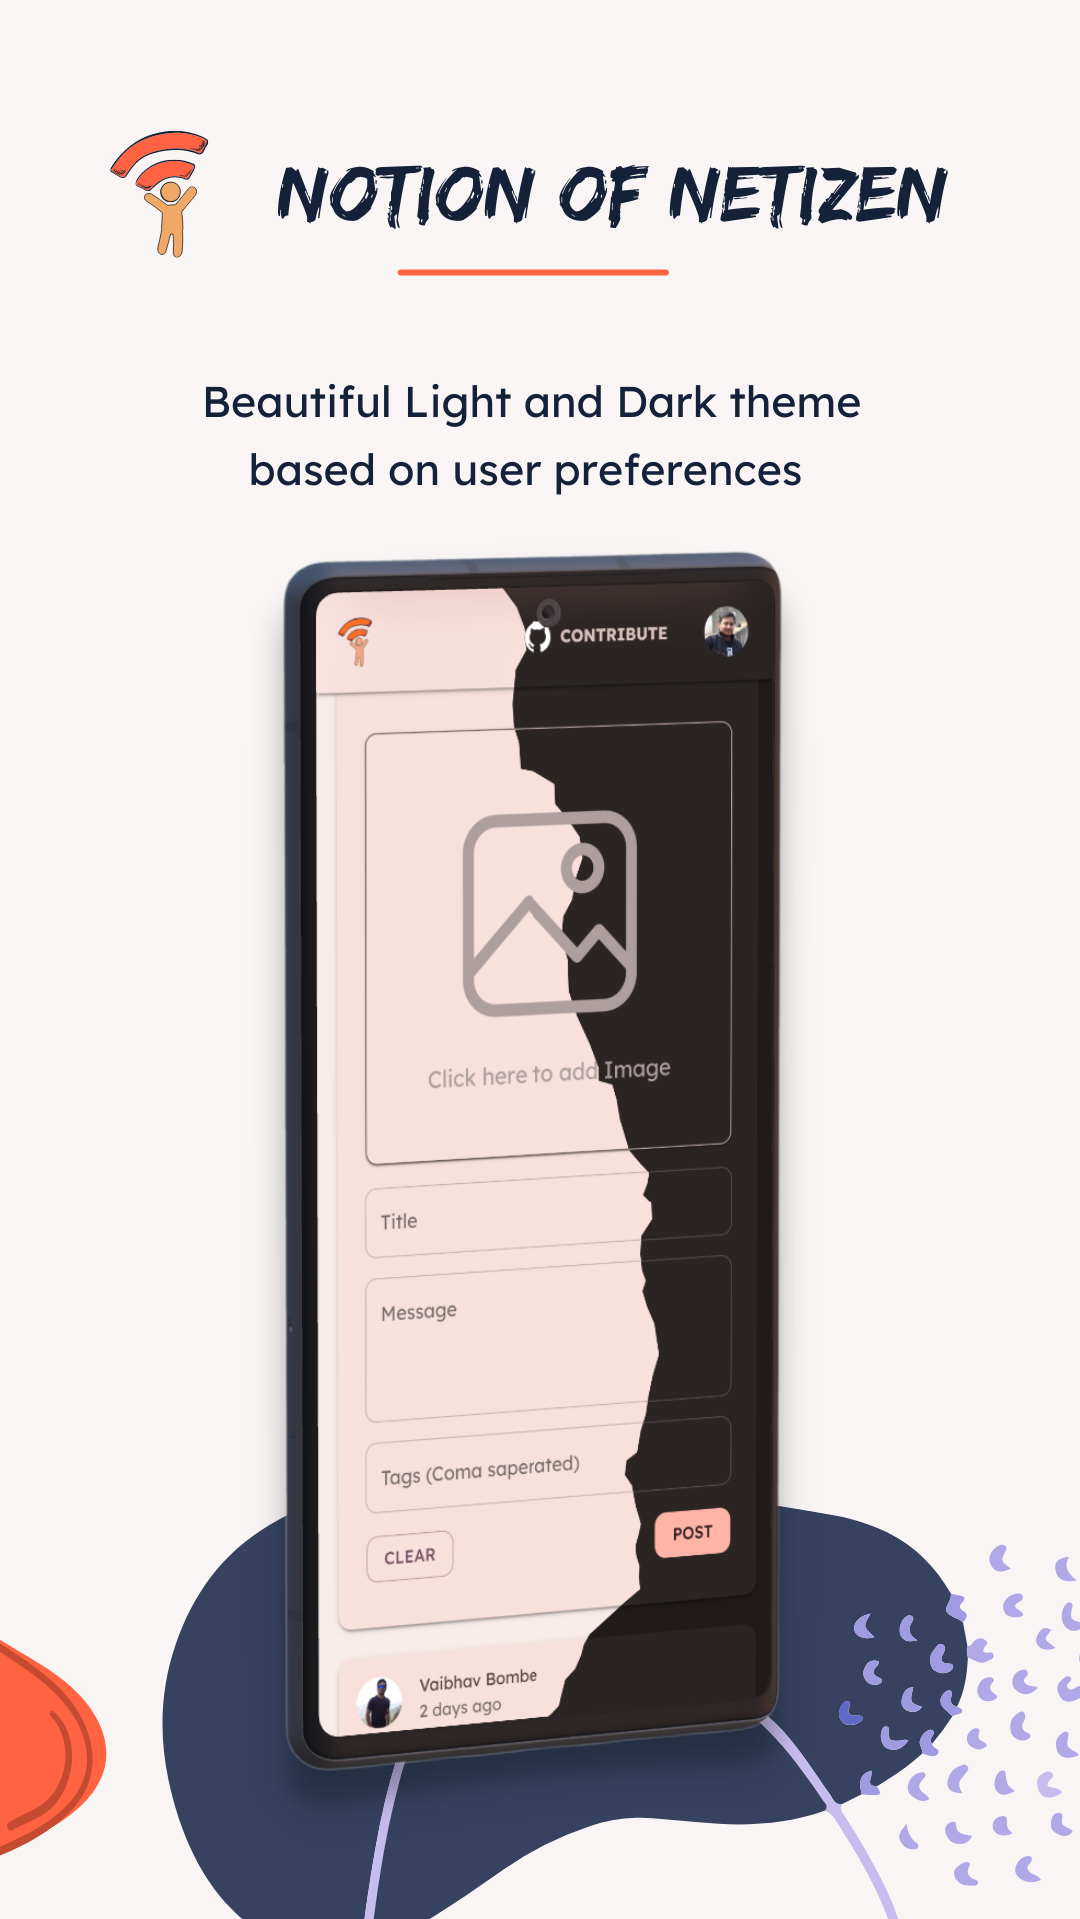 NOTION OF NETIZEN
Beautiful Light and Dark theme
based on user preferences
CONTRIBUTE
Click here to add Image
Title
Message
Tags (Coma saperated)
CLEAR
POST
Vaibhav Bombe
2 days ago